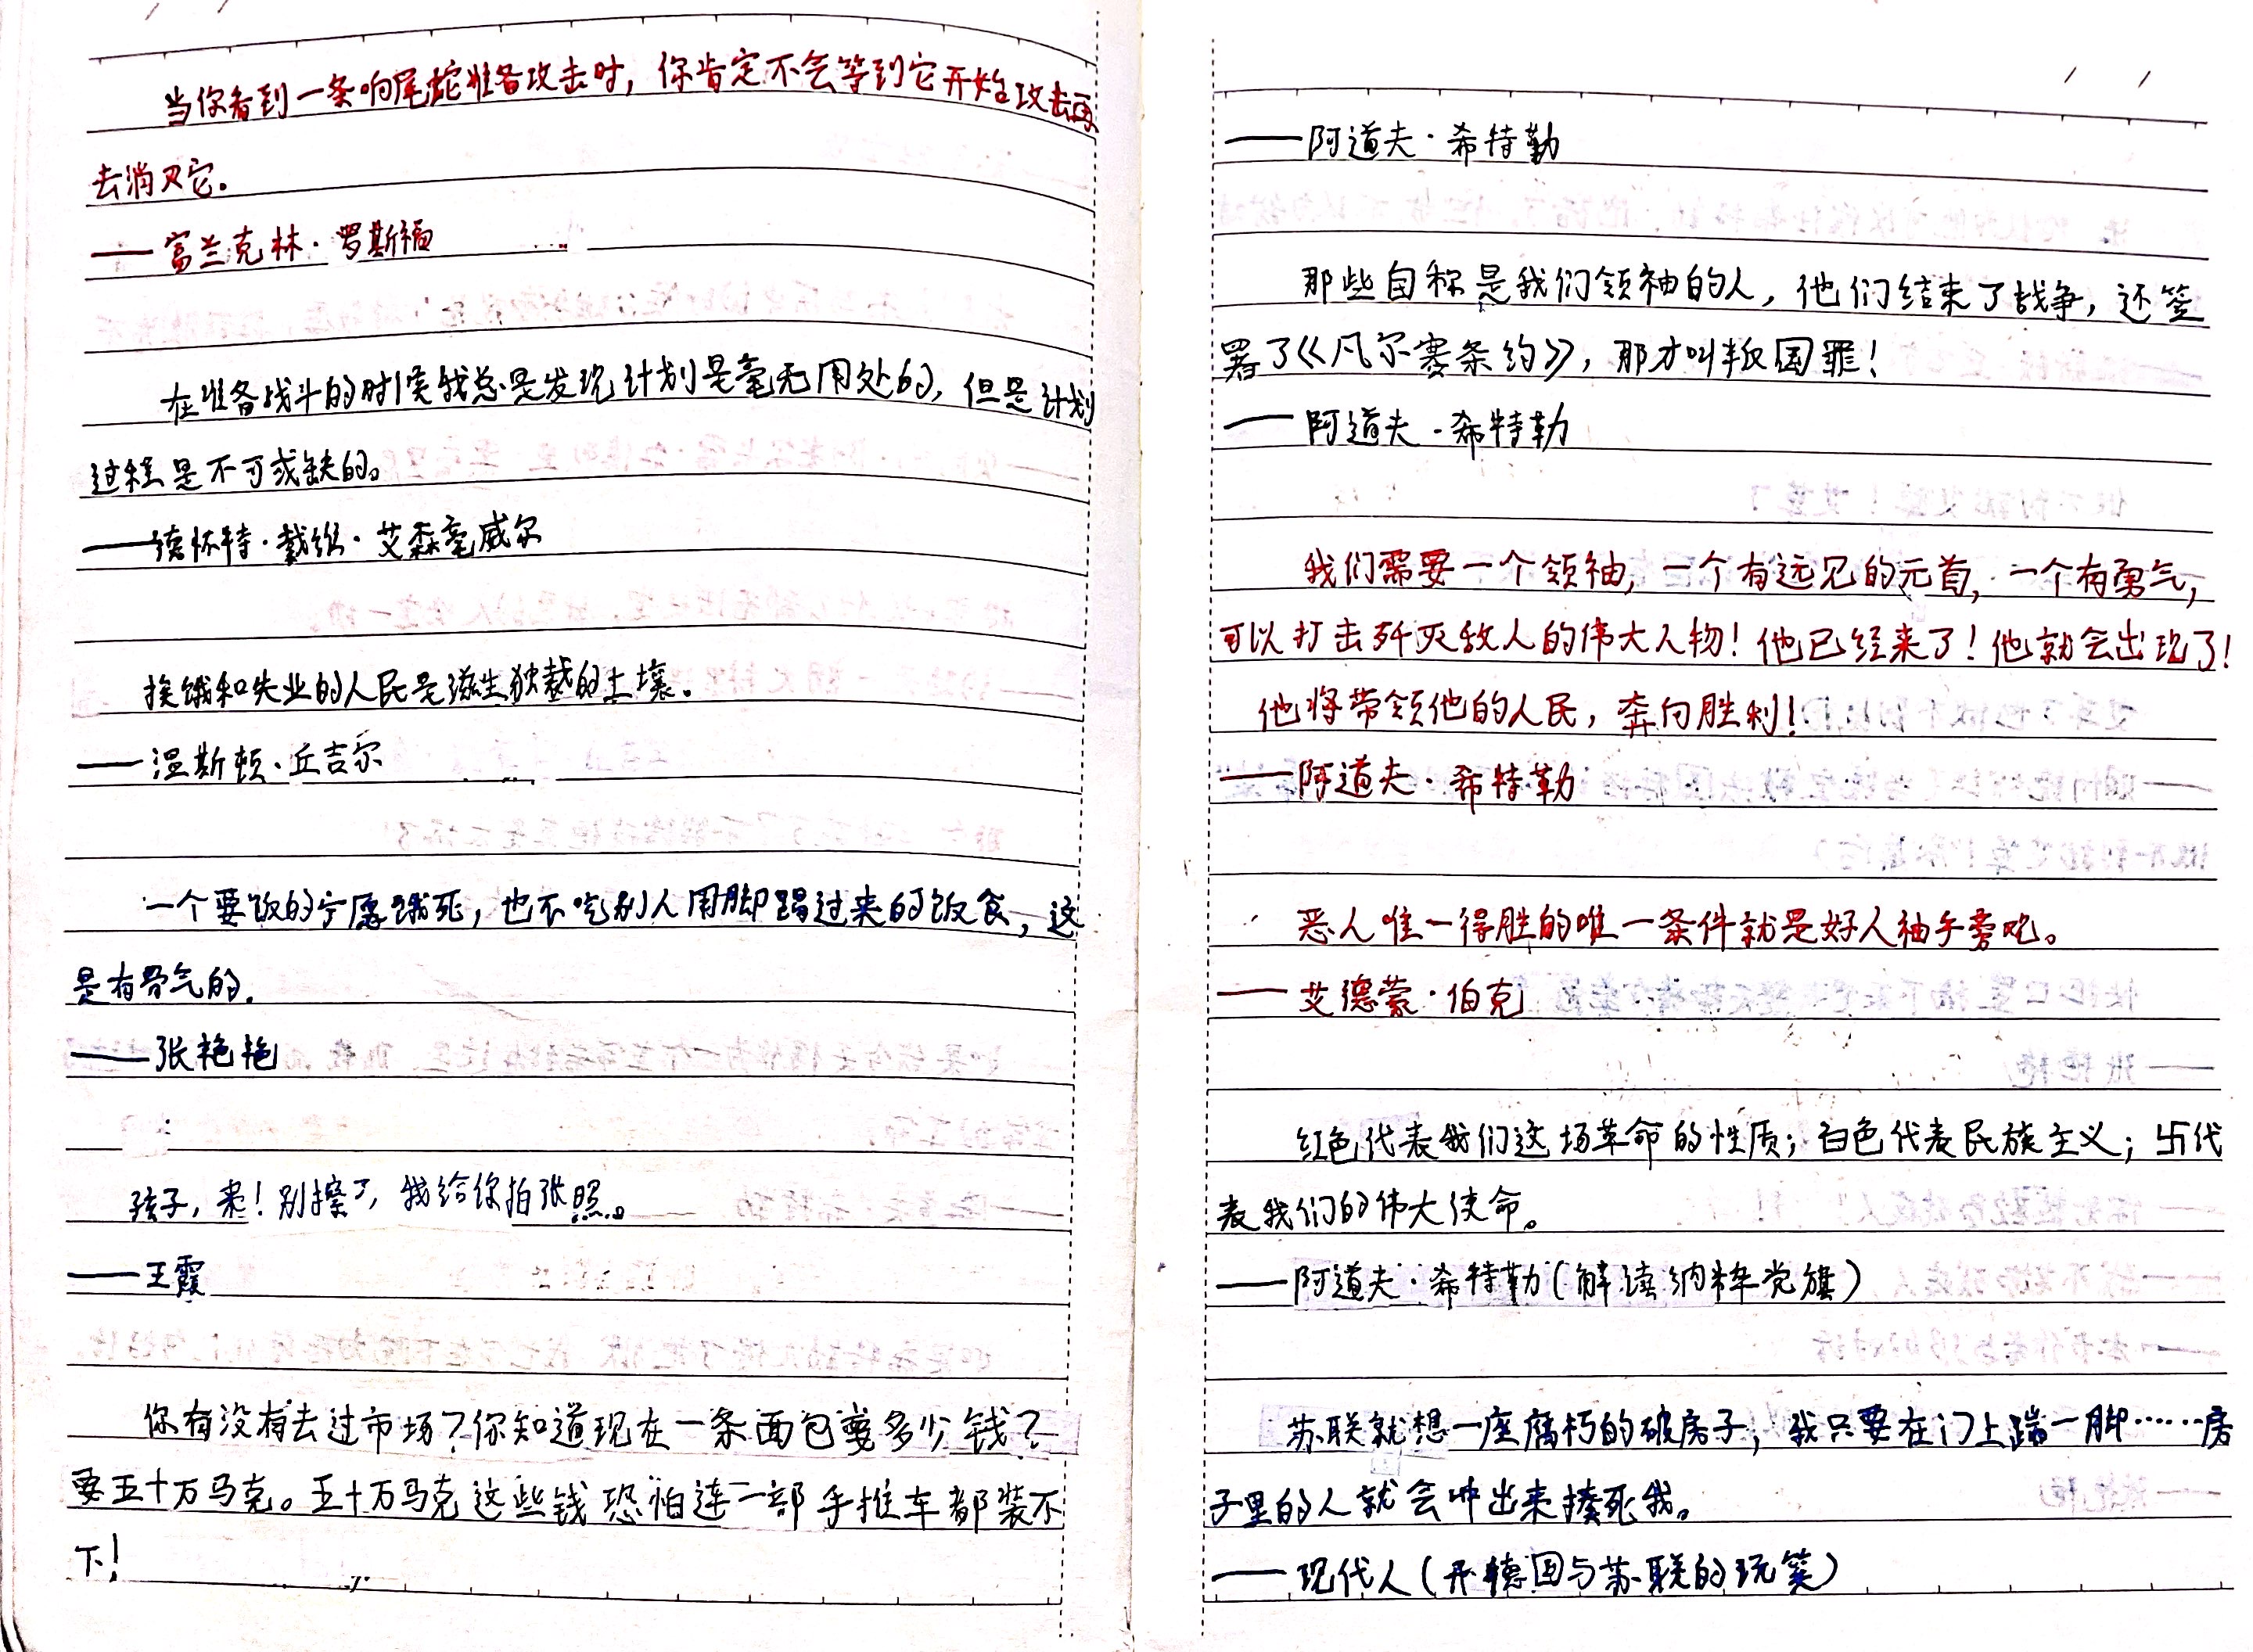 当你看到一条响尾蛇准备攻击时，你肯定不会等到它开始攻击再
去消灭它。
——富兰克林·罗斯福
在准备战斗的时候我总是发现计划是毫无用处的，但是计划
过程是不可或缺的。
——德怀特·戴维·艾森豪威尔
挨饿和失业的人民是滋生独裁的土壤。
——温斯顿·丘吉尔
一个要饭的宁愿饿死，也不吃别人用脚踢过来的饭食，这
是有骨气的。
——张艳艳
孩子，来！别擦了，我给你拍张照。
——王霞
你有没有去过市场？你知道现在一条面包要多少钱？
要五十万马克。五十万马克这些钱恐怕连一部手推车都装不
下！
——阿道夫·希特勒
那些自称是我们领袖的人，他们结束了战争，还签
署了《凡尔赛条约》，那才叫叛国罪！
——阿道夫·希特勒
我们需要一个领袖，一个有远见的元首，一个有勇气，
可以打击歼灭敌人的伟大人物！他已经来了！他就会出现了！
他将带领他的人民，奔向胜利！
——阿道夫·希特勒
恶人唯一得胜的唯一条件就是好人袖手旁观。
——艾德蒙·伯克
红色代表我们这场革命的性质；白色代表民族主义；卐代
表我们的伟大使命。
——阿道夫·希特勒（解读纳粹党旗）
苏联就想一座腐朽的破房子，我只要在门上踹一脚……房
子里的人就会冲出来揍死我。
——现代人（开德国与苏联的玩笑）